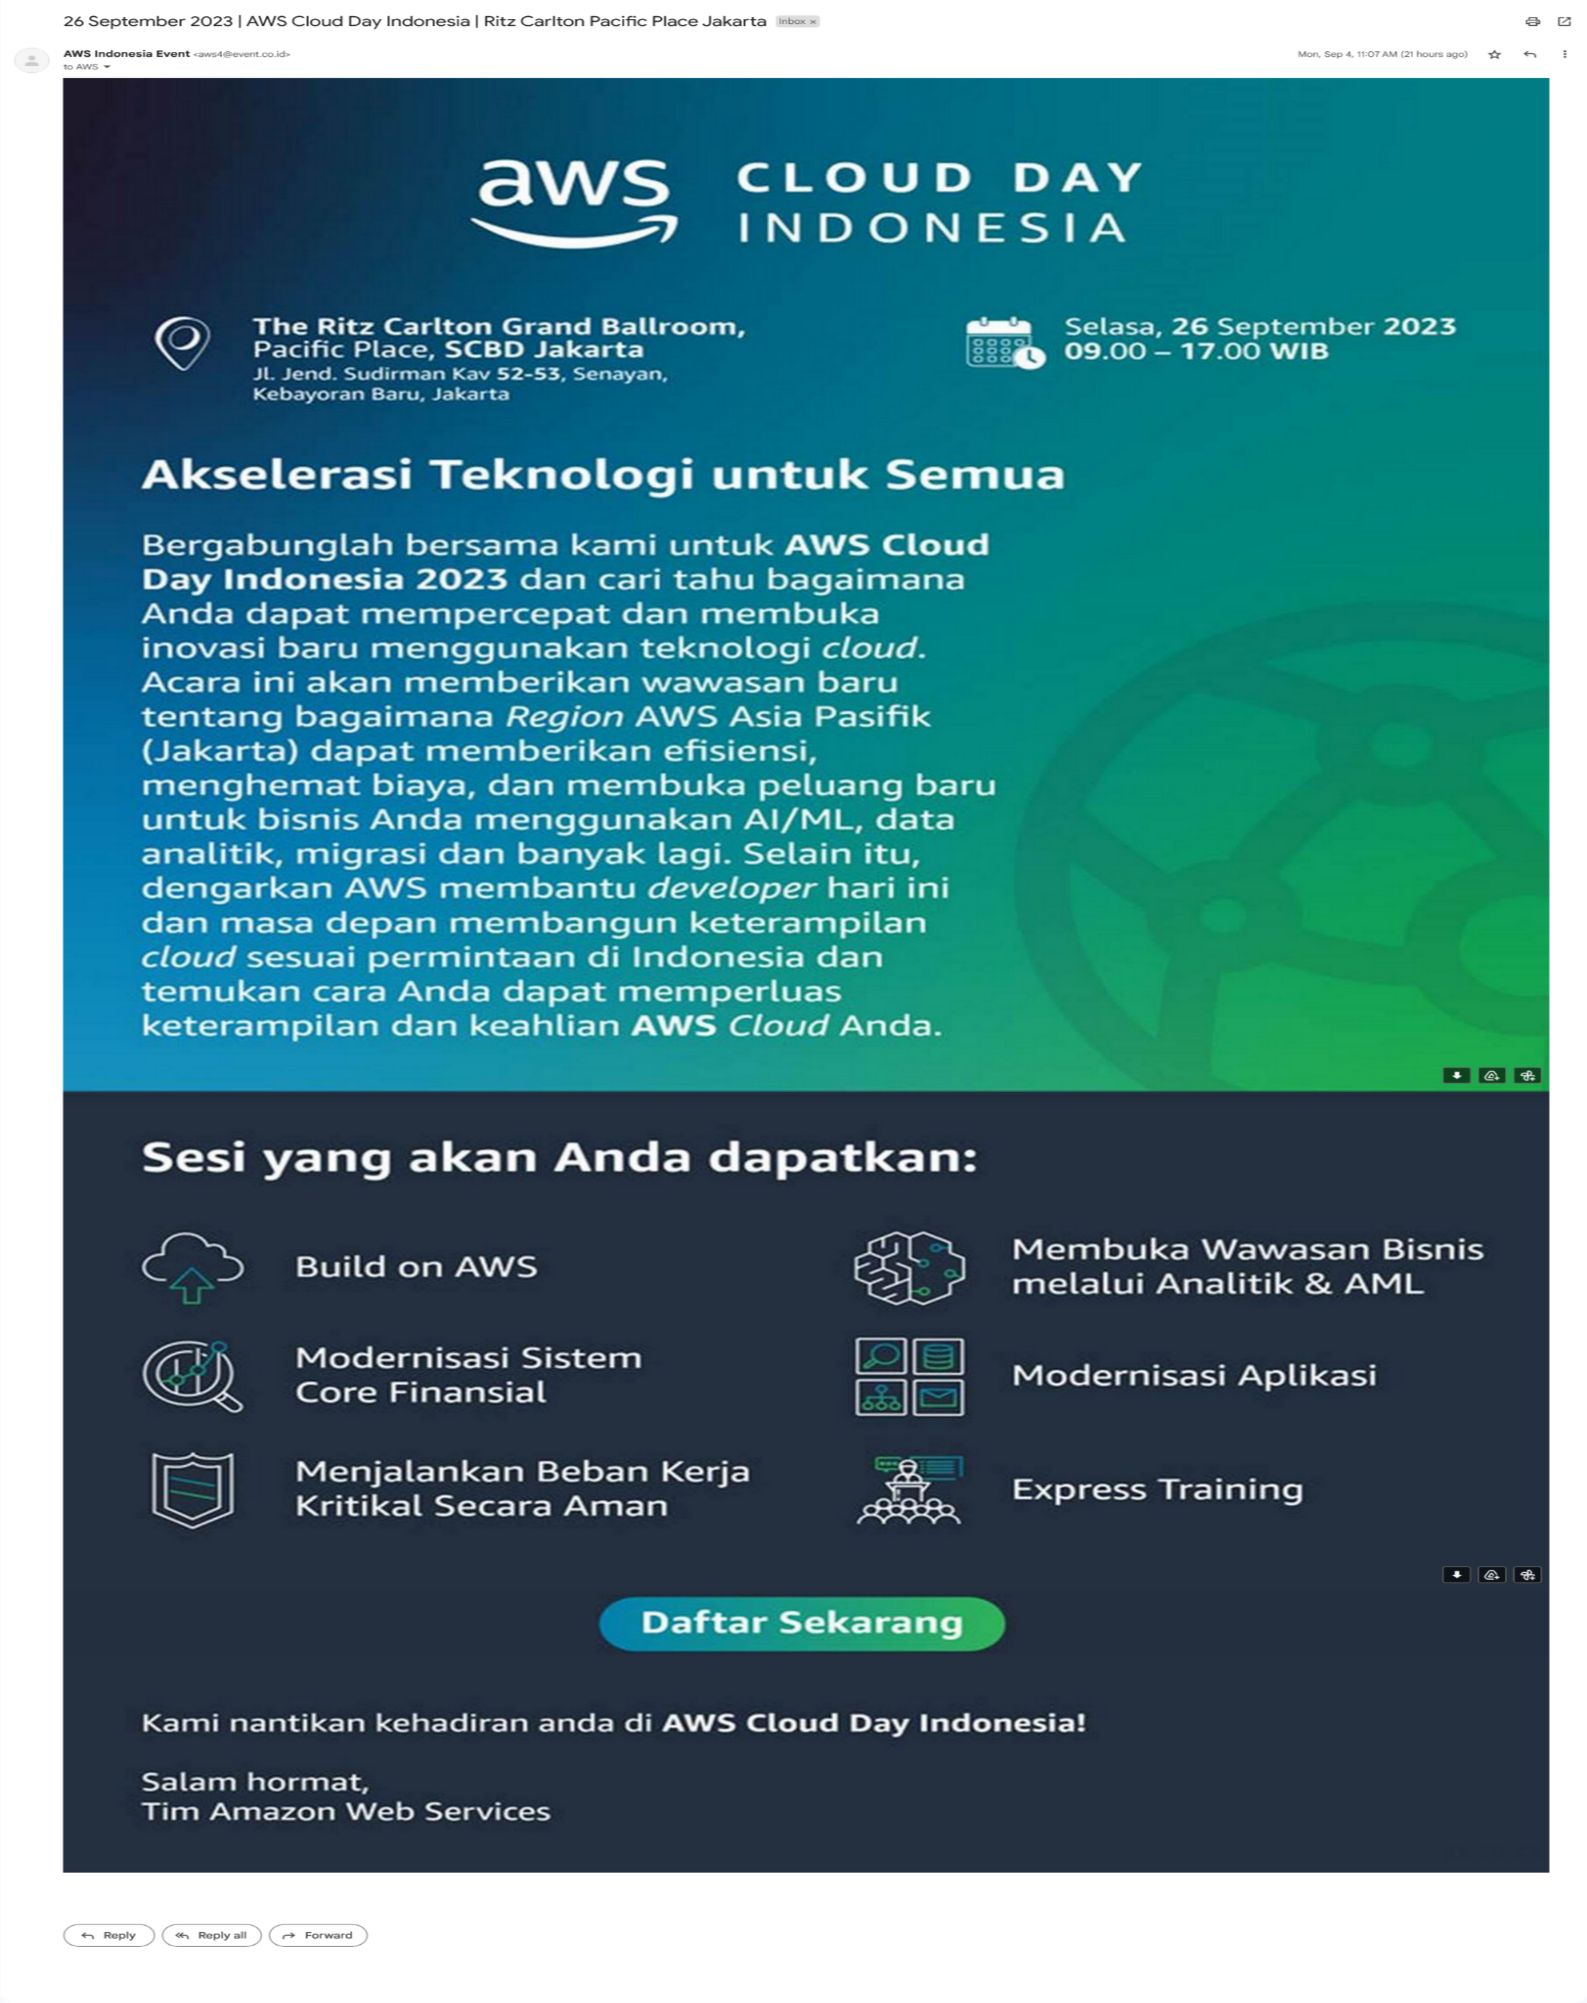 26 September 2023 | AWS Cloud Day Indonesia | Ritz Carlton Pacific Place Jakarta Inbox ×
AWS Indonesia Event <aws4@event.co.id>
Mon, Sep 4, 11:07 AM (21 hours ago)
to AWS
aws CLOUD DAY
INDONESIA
The Ritz Carlton Grand Ballroom,
Pacific Place, SCBD Jakarta
Jl. Jend. Sudirman Kav 52-53, Senayan,
Kebayoran Baru, Jakarta
Selasa, 26 September 2023
09.00 – 17.00 WIB
Akselerasi Teknologi untuk Semua
Bergabunglah bersama kami untuk AWS Cloud
Day Indonesia 2023 dan cari tahu bagaimana
Anda dapat mempercepat dan membuka
inovasi baru menggunakan teknologi cloud.
Acara ini akan memberikan wawasan baru
tentang bagaimana Region AWS Asia Pasifik
(Jakarta) dapat memberikan efisiensi,
menghemat biaya, dan membuka peluang baru
untuk bisnis Anda menggunakan AI/ML, data
analitik, migrasi dan banyak lagi. Selain itu,
dengarkan AWS membantu developer hari ini
dan masa depan membangun keterampilan
cloud sesuai permintaan di Indonesia dan
temukan cara Anda dapat memperluas
keterampilan dan keahlian AWS Cloud Anda.
Sesi yang akan Anda dapatkan:
Build on AWS
Membuka Wawasan Bisnis
melalui Analitik & AML
Modernisasi Sistem
Core Finansial
Modernisasi Aplikasi
Menjalankan Beban Kerja
Kritikal Secara Aman
Express Training
Daftar Sekarang
Kami nantikan kehadiran anda di AWS Cloud Day Indonesia!
Salam hormat,
Tim Amazon Web Services
Reply
Reply all
Forward